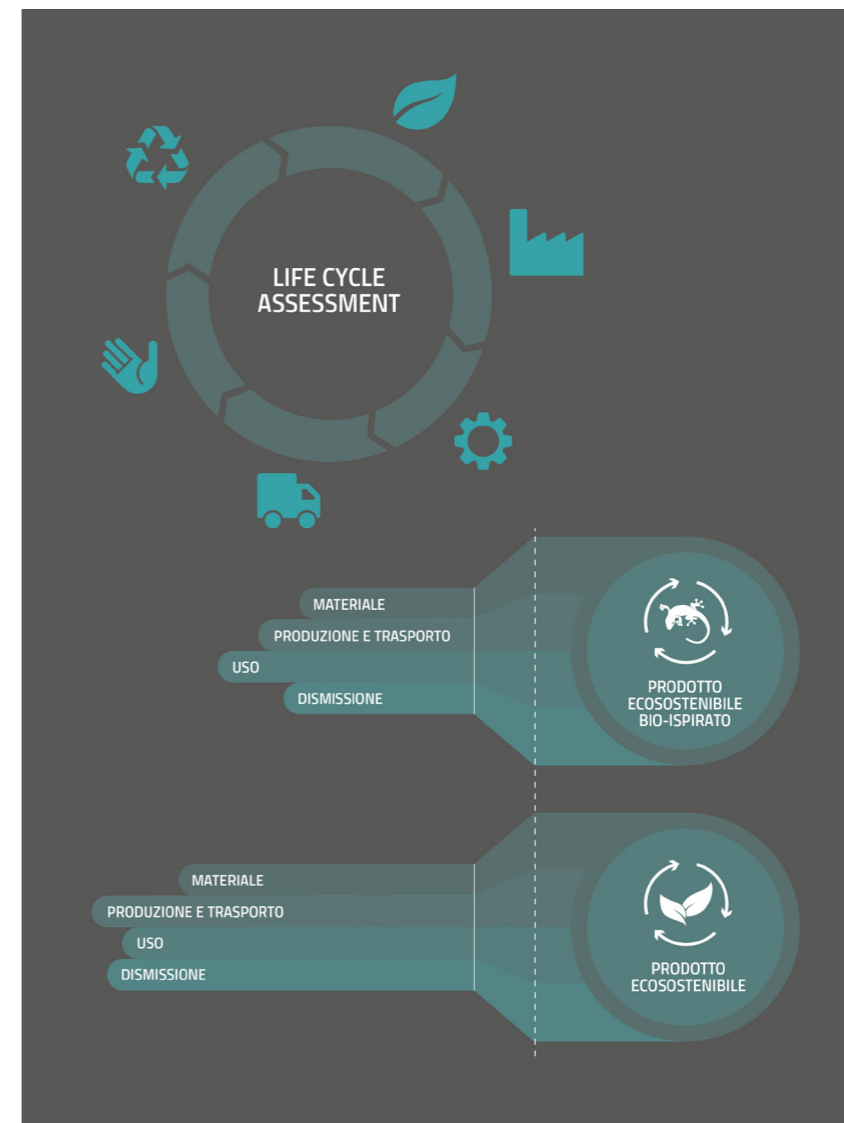 LIFE CYCLE
ASSESSMENT
MATERIALE
PRODUZIONE E TRASPORTO
USO
DISMISSIONE
PRODOTTO
ECOSOSTENIBILE
BIO-ISPIRATO
MATERIALE
PRODUZIONE E TRASPORTO
USO
DISMISSIONE
PRODOTTO
ECOSOSTENIBILE